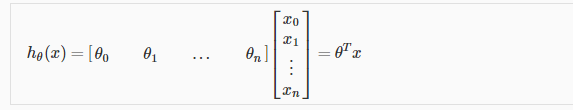 h_θ(x) = [θ_0 θ_1 … θ_n] [x_0 x_1 ⋮ x_n] = θ^T x